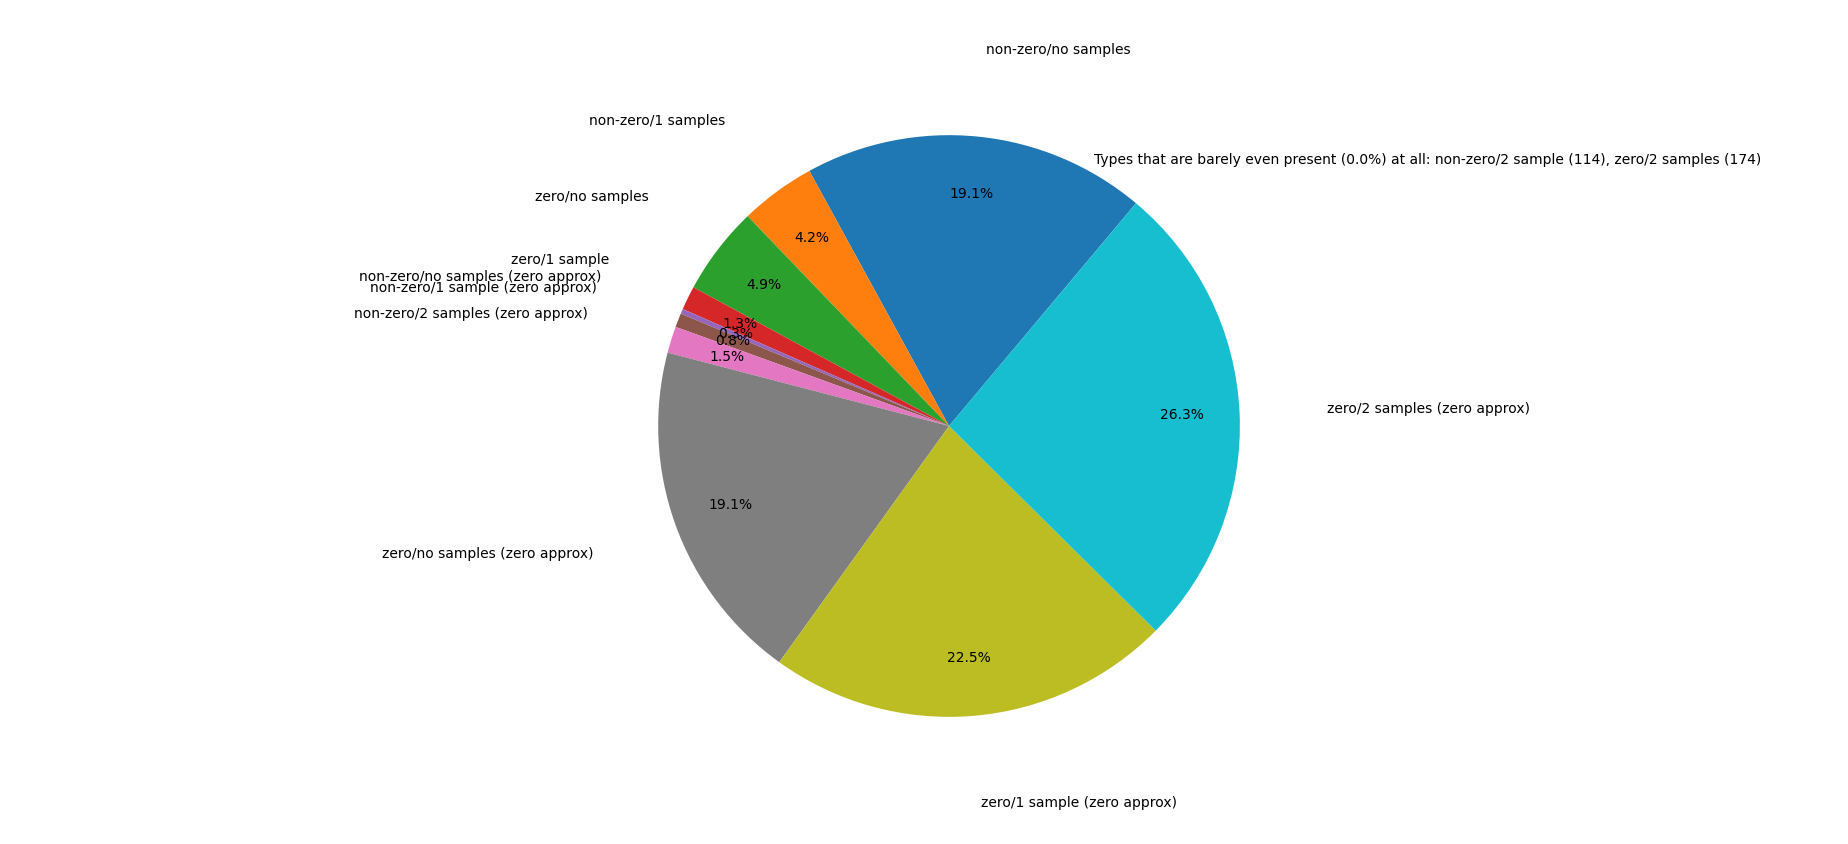 non-zero/no samples
non-zero/1 samples
Types that are barely even present (0.0%) at all: non-zero/2 sample (114), zero/2 samples (174)
19.1%
zero/no samples
4.2%
zero/1 sample
non-zero/no samples (zero approx)
non-zero/1 sample (zero approx)
4.9%
non-zero/2 samples (zero approx)
1.3%
0.3%
0.8%
1.5%
zero/2 samples (zero approx)
26.3%
19.1%
zero/no samples (zero approx)
22.5%
zero/1 sample (zero approx)